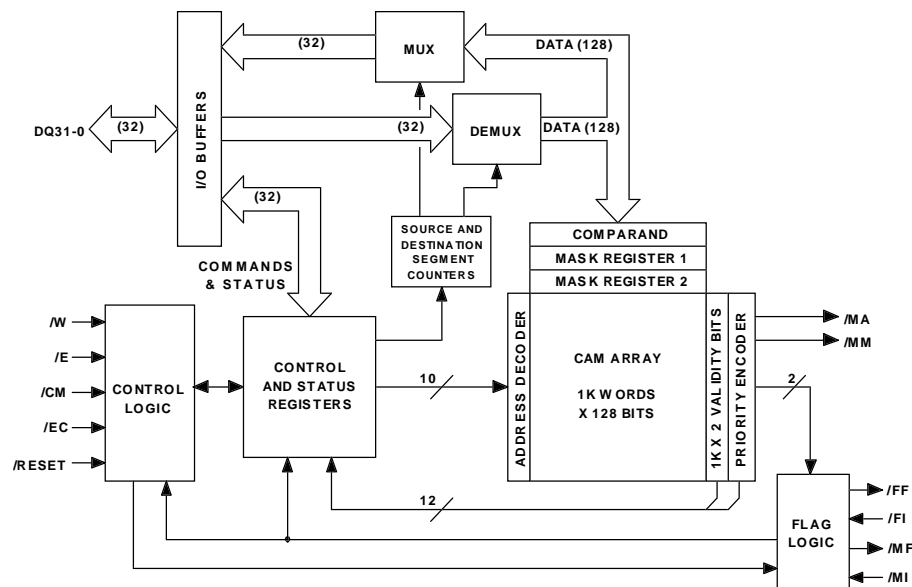 (32)
MUX
DATA (128)
DQ31-0
(32)
I/O BUFFERS
(32)
DEMUX
DATA (128)
(32)
COMMANDS
& STATUS
SOURCE AND
DESTINATION
SEGMENT
COUNTERS
COMPARAND
MASK REGISTER 1
MASK REGISTER 2
/W
/E
/CM
/EC
/RESET
CONTROL
LOGIC
CONTROL
AND STATUS
REGISTERS
10
ADDRESS DECODER
CAM ARRAY
1K WORDS
X 128 BITS
1K X 2 VALIDITY BITS
PRIORITY ENCODER
/MA
/MM
2
12
FLAG
LOGIC
/FF
/FI
/MF
/MI